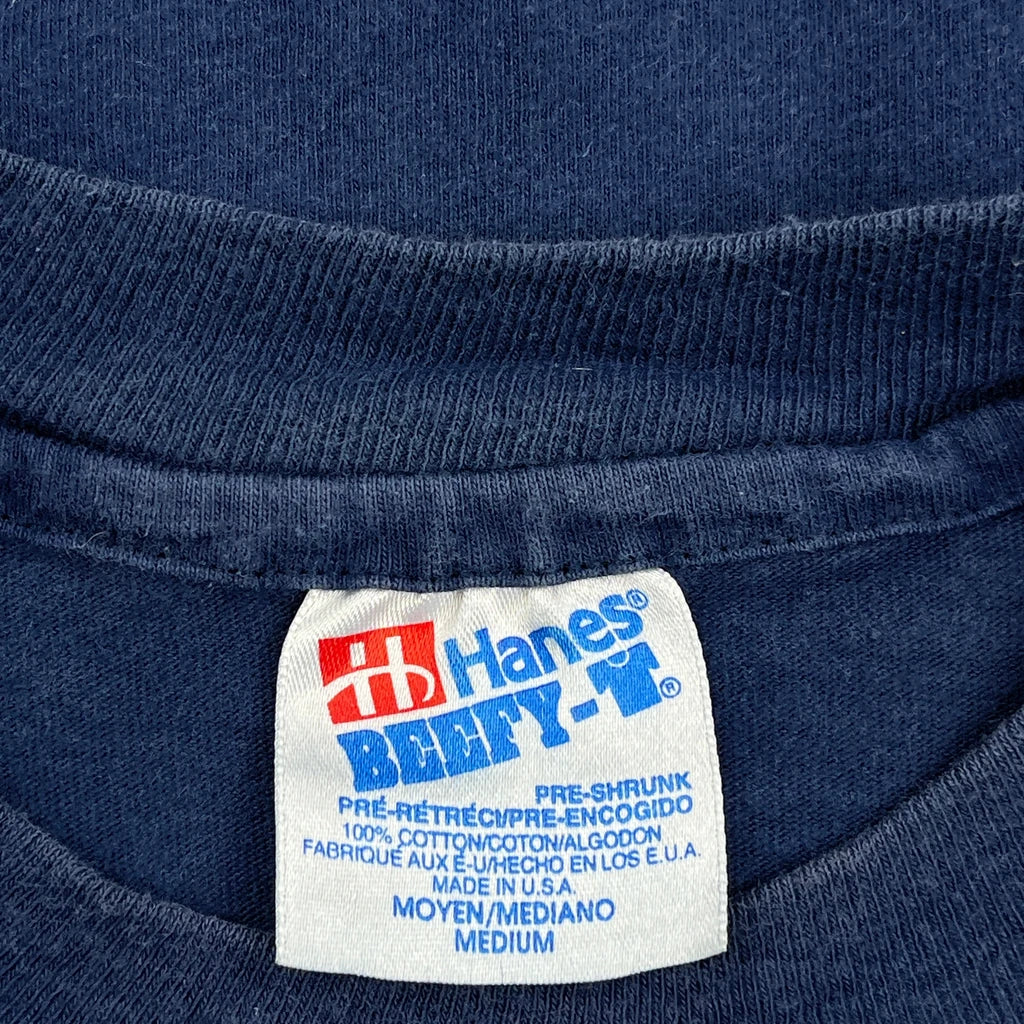 H Hanes®
BEEFY-T®
PRE-SHRUNK
PRÉ-RÉTRÉCI/PRE-ENCOGIDO
100% COTTON/COTON/ALGODON
FABRIQUÉ AUX É-U/HECHO EN LOS E.U.A.
MADE IN U.S.A.
MOYEN/MEDIANO
MEDIUM